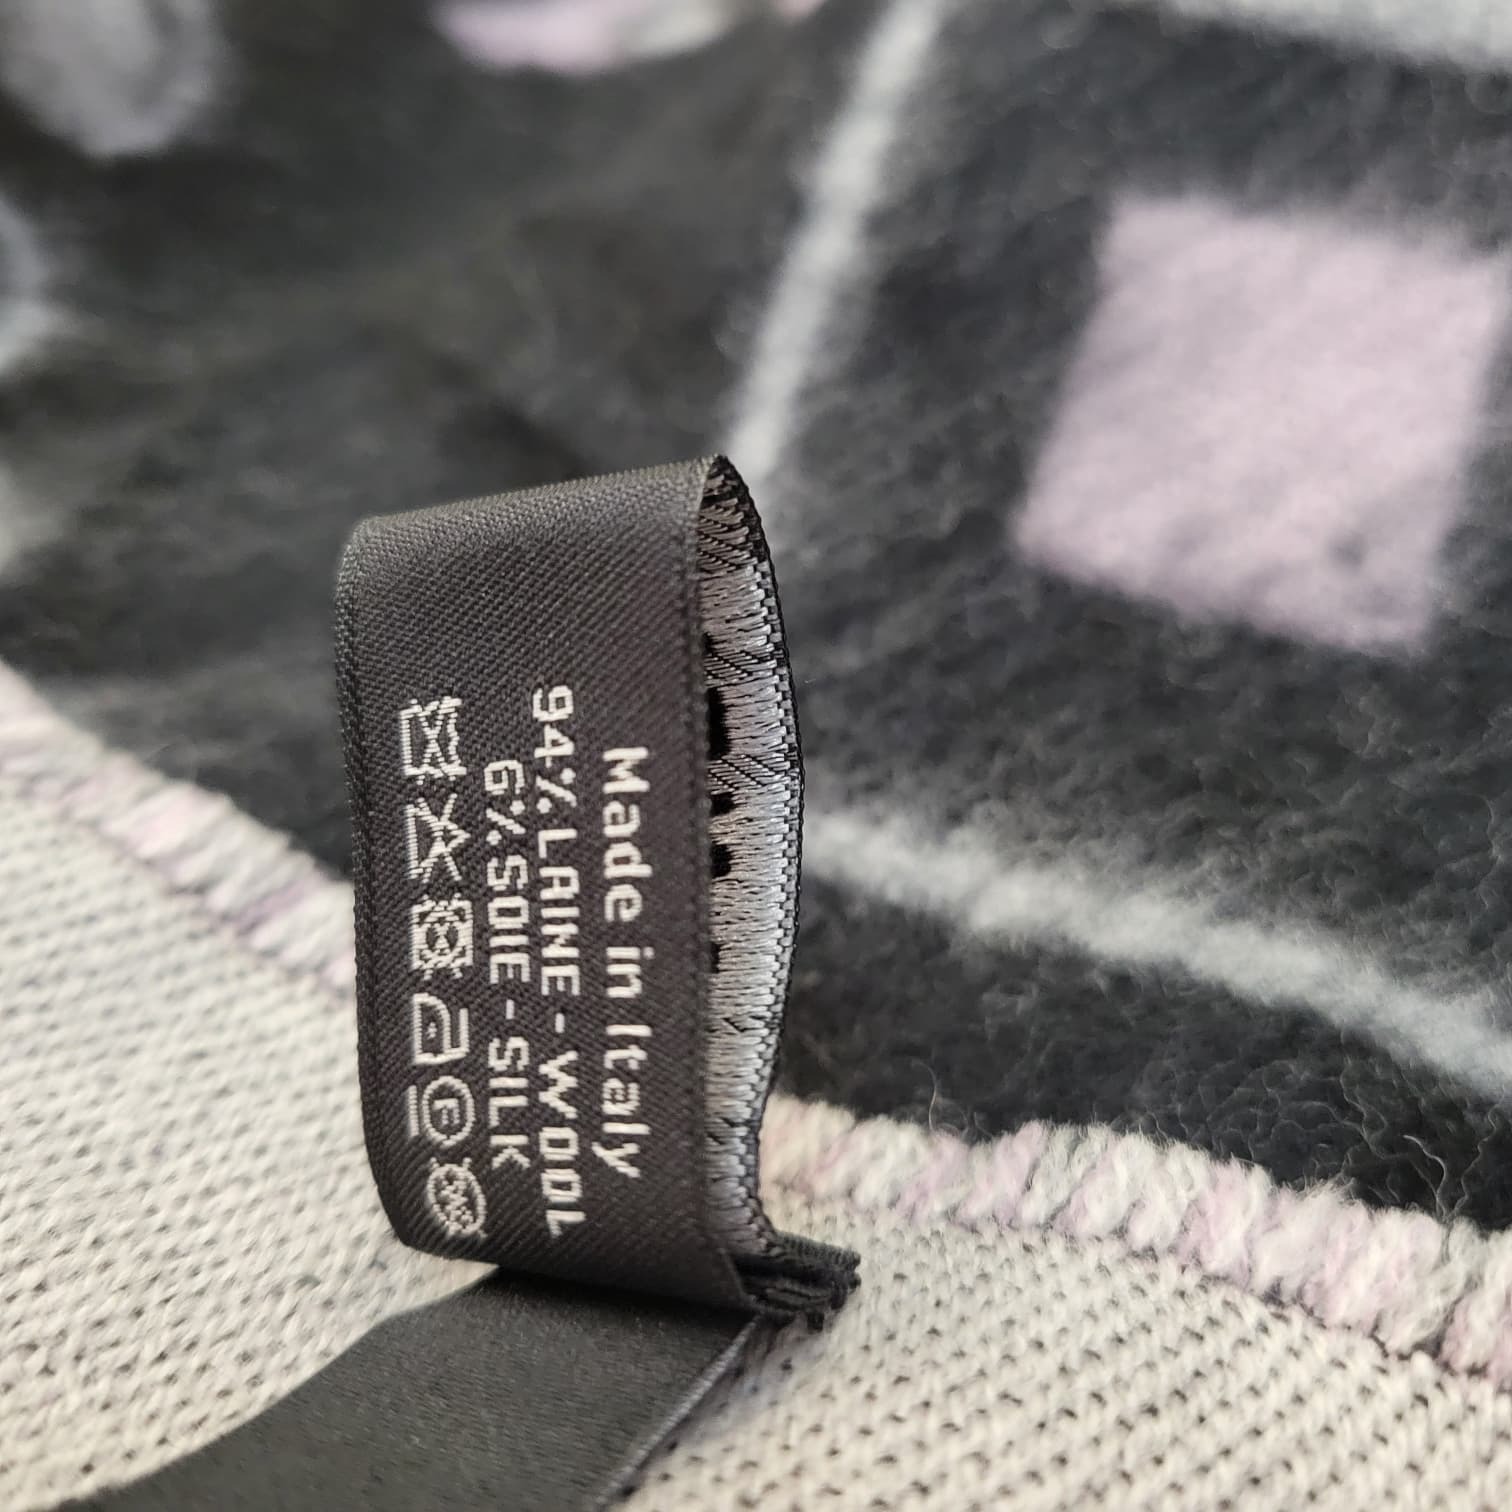 Made in Italy
94% LAINE - WOOL
6% SOIE - SILK
P